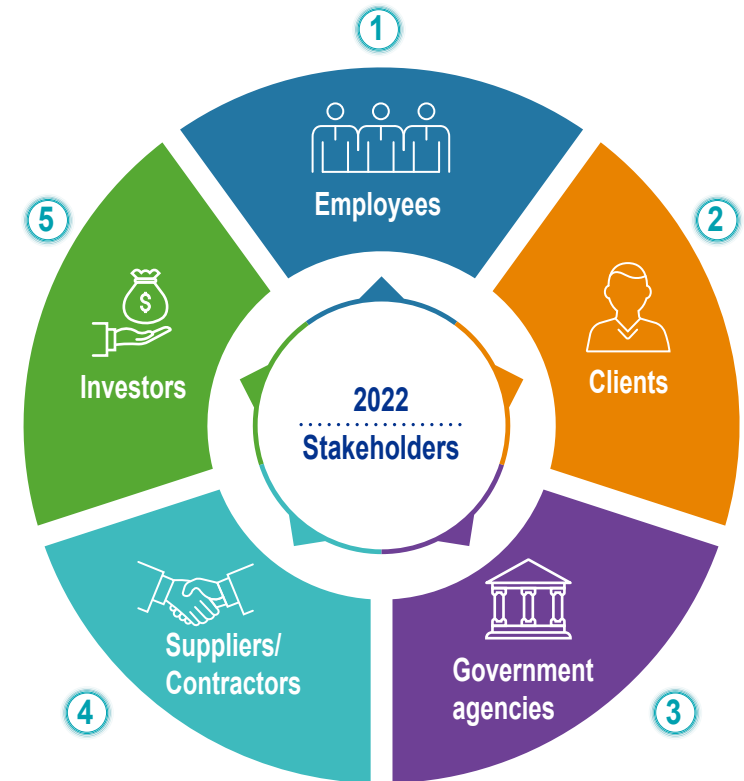 1
Employees
2
Clients
3
Government
agencies
4
Suppliers/
Contractors
5
Investors
$
2022
Stakeholders